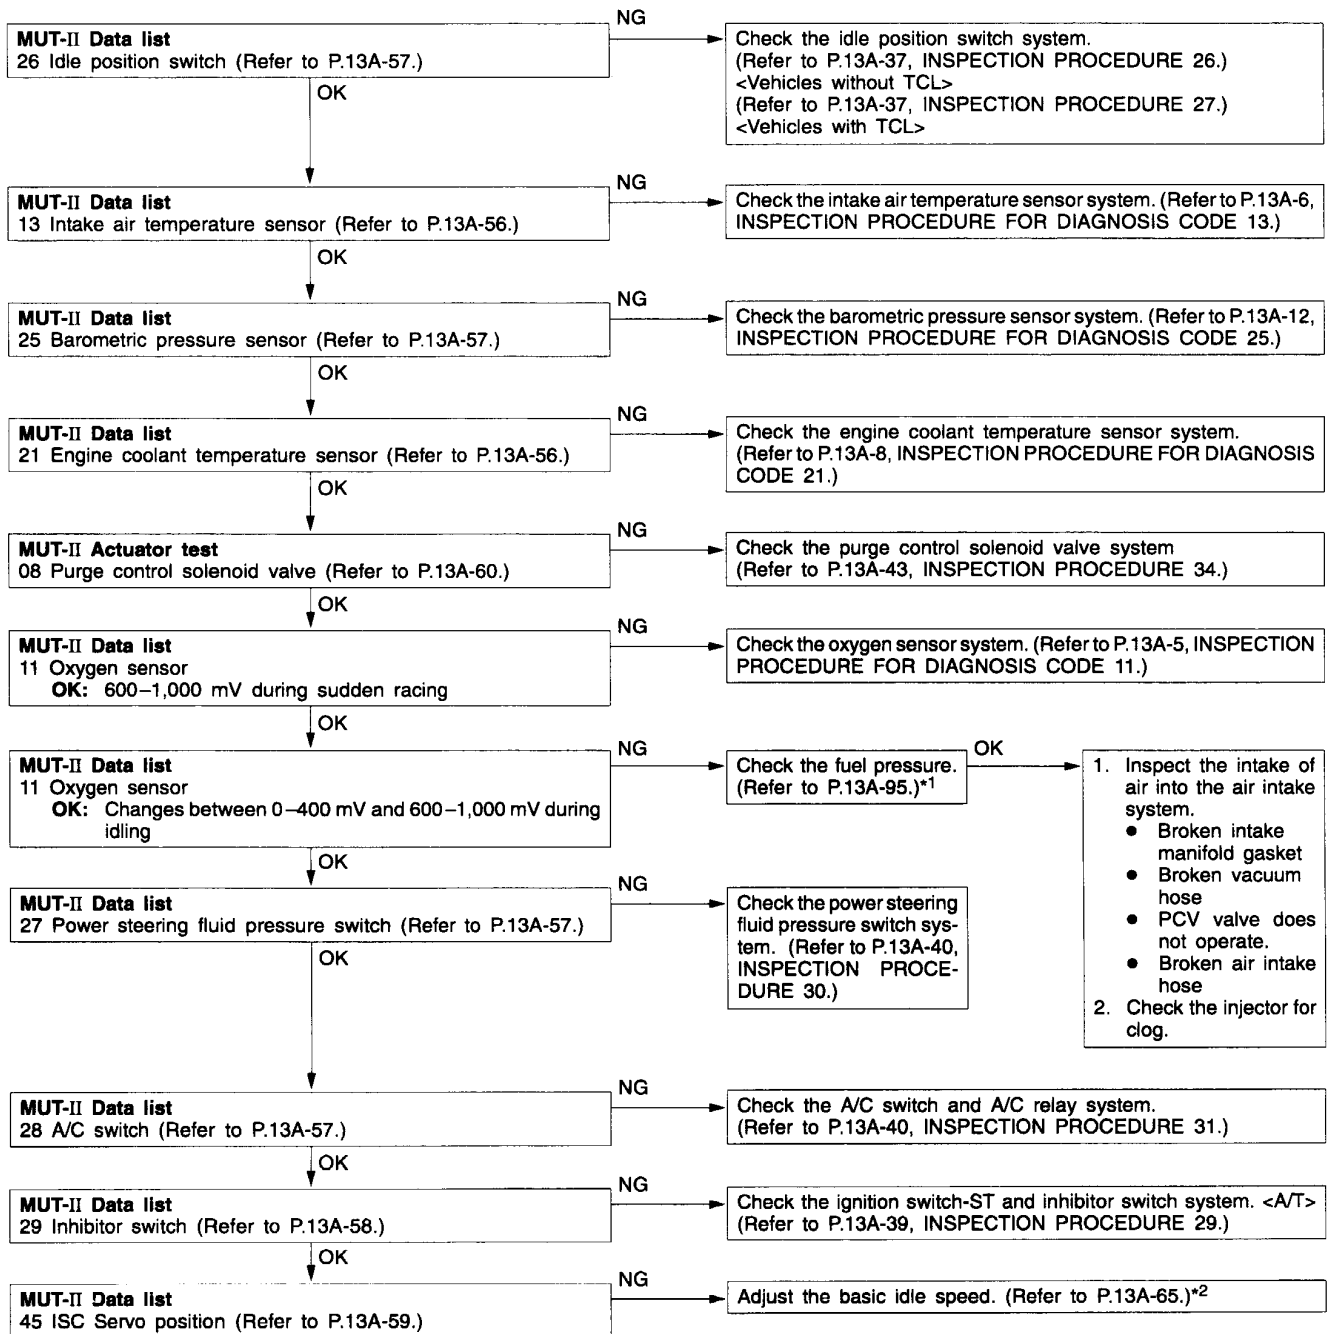 NG
MUT-II Data list
26 Idle position switch (Refer to P.13A-57.)
OK
Check the idle position switch system.
(Refer to P.13A-37, INSPECTION PROCEDURE 26.)
<Vehicles without TCL>
(Refer to P.13A-37, INSPECTION PROCEDURE 27.)
<Vehicles with TCL>
NG
MUT-II Data list
13 Intake air temperature sensor (Refer to P.13A-56.)
OK
Check the intake air temperature sensor system. (Refer to P.13A-6,
INSPECTION PROCEDURE FOR DIAGNOSIS CODE 13.)
NG
MUT-II Data list
25 Barometric pressure sensor (Refer to P.13A-57.)
OK
Check the barometric pressure sensor system. (Refer to P.13A-12,
INSPECTION PROCEDURE FOR DIAGNOSIS CODE 25.)
NG
MUT-II Data list
21 Engine coolant temperature sensor (Refer to P.13A-56.)
OK
Check the engine coolant temperature sensor system.
(Refer to P.13A-8, INSPECTION PROCEDURE FOR DIAGNOSIS
CODE 21.)
NG
MUT-II Actuator test
08 Purge control solenoid valve (Refer to P.13A-60.)
OK
Check the purge control solenoid valve system
(Refer to P.13A-43, INSPECTION PROCEDURE 34.)
NG
MUT-II Data list
11 Oxygen sensor
OK: 600–1,000 mV during sudden racing
OK
Check the oxygen sensor system. (Refer to P.13A-5, INSPECTION
PROCEDURE FOR DIAGNOSIS CODE 11.)
NG
MUT-II Data list
11 Oxygen sensor
OK: Changes between 0–400 mV and 600–1,000 mV during
idling
OK
Check the fuel pressure.
(Refer to P.13A-95.)*1
OK
1. Inspect the intake of
air into the air intake
system.
● Broken intake
manifold gasket
● Broken vacuum
hose
● PCV valve does
not operate.
● Broken air intake
hose
2. Check the injector for
clog.
NG
MUT-II Data list
27 Power steering fluid pressure switch (Refer to P.13A-57.)
OK
Check the power steering
fluid pressure switch sys-
tem. (Refer to P.13A-40,
INSPECTION PROCE-
DURE 30.)
NG
MUT-II Data list
28 A/C switch (Refer to P.13A-57.)
OK
Check the A/C switch and A/C relay system.
(Refer to P.13A-40, INSPECTION PROCEDURE 31.)
NG
MUT-II Data list
29 Inhibitor switch (Refer to P.13A-58.)
OK
Check the ignition switch-ST and inhibitor switch system. <A/T>
(Refer to P.13A-39, INSPECTION PROCEDURE 29.)
NG
MUT-II Data list
45 ISC Servo position (Refer to P.13A-59.)
Adjust the basic idle speed. (Refer to P.13A-65.)*2